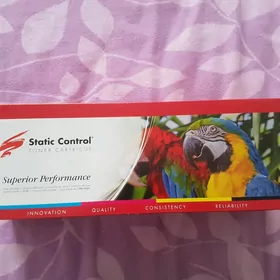 Static Control®
TONER CARTRIDGE
Superior Performance
INNOVATION QUALITY CONSISTENCY RELIABILITY